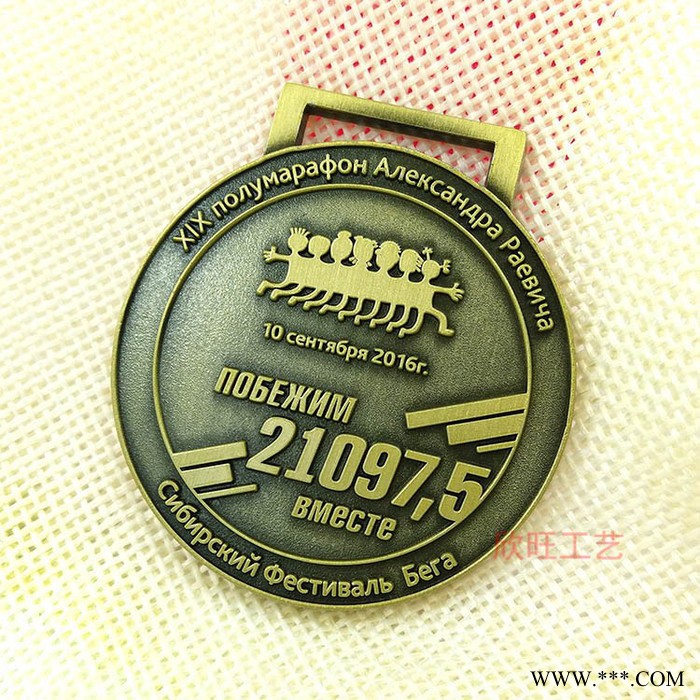 XIX полумарафон Александра Раевича
10 сентября 2016г.
ПОБЕЖИМ
21097,5
вместе
Сибирский Фестиваль Бега
欣旺工艺
WWW.***.COM